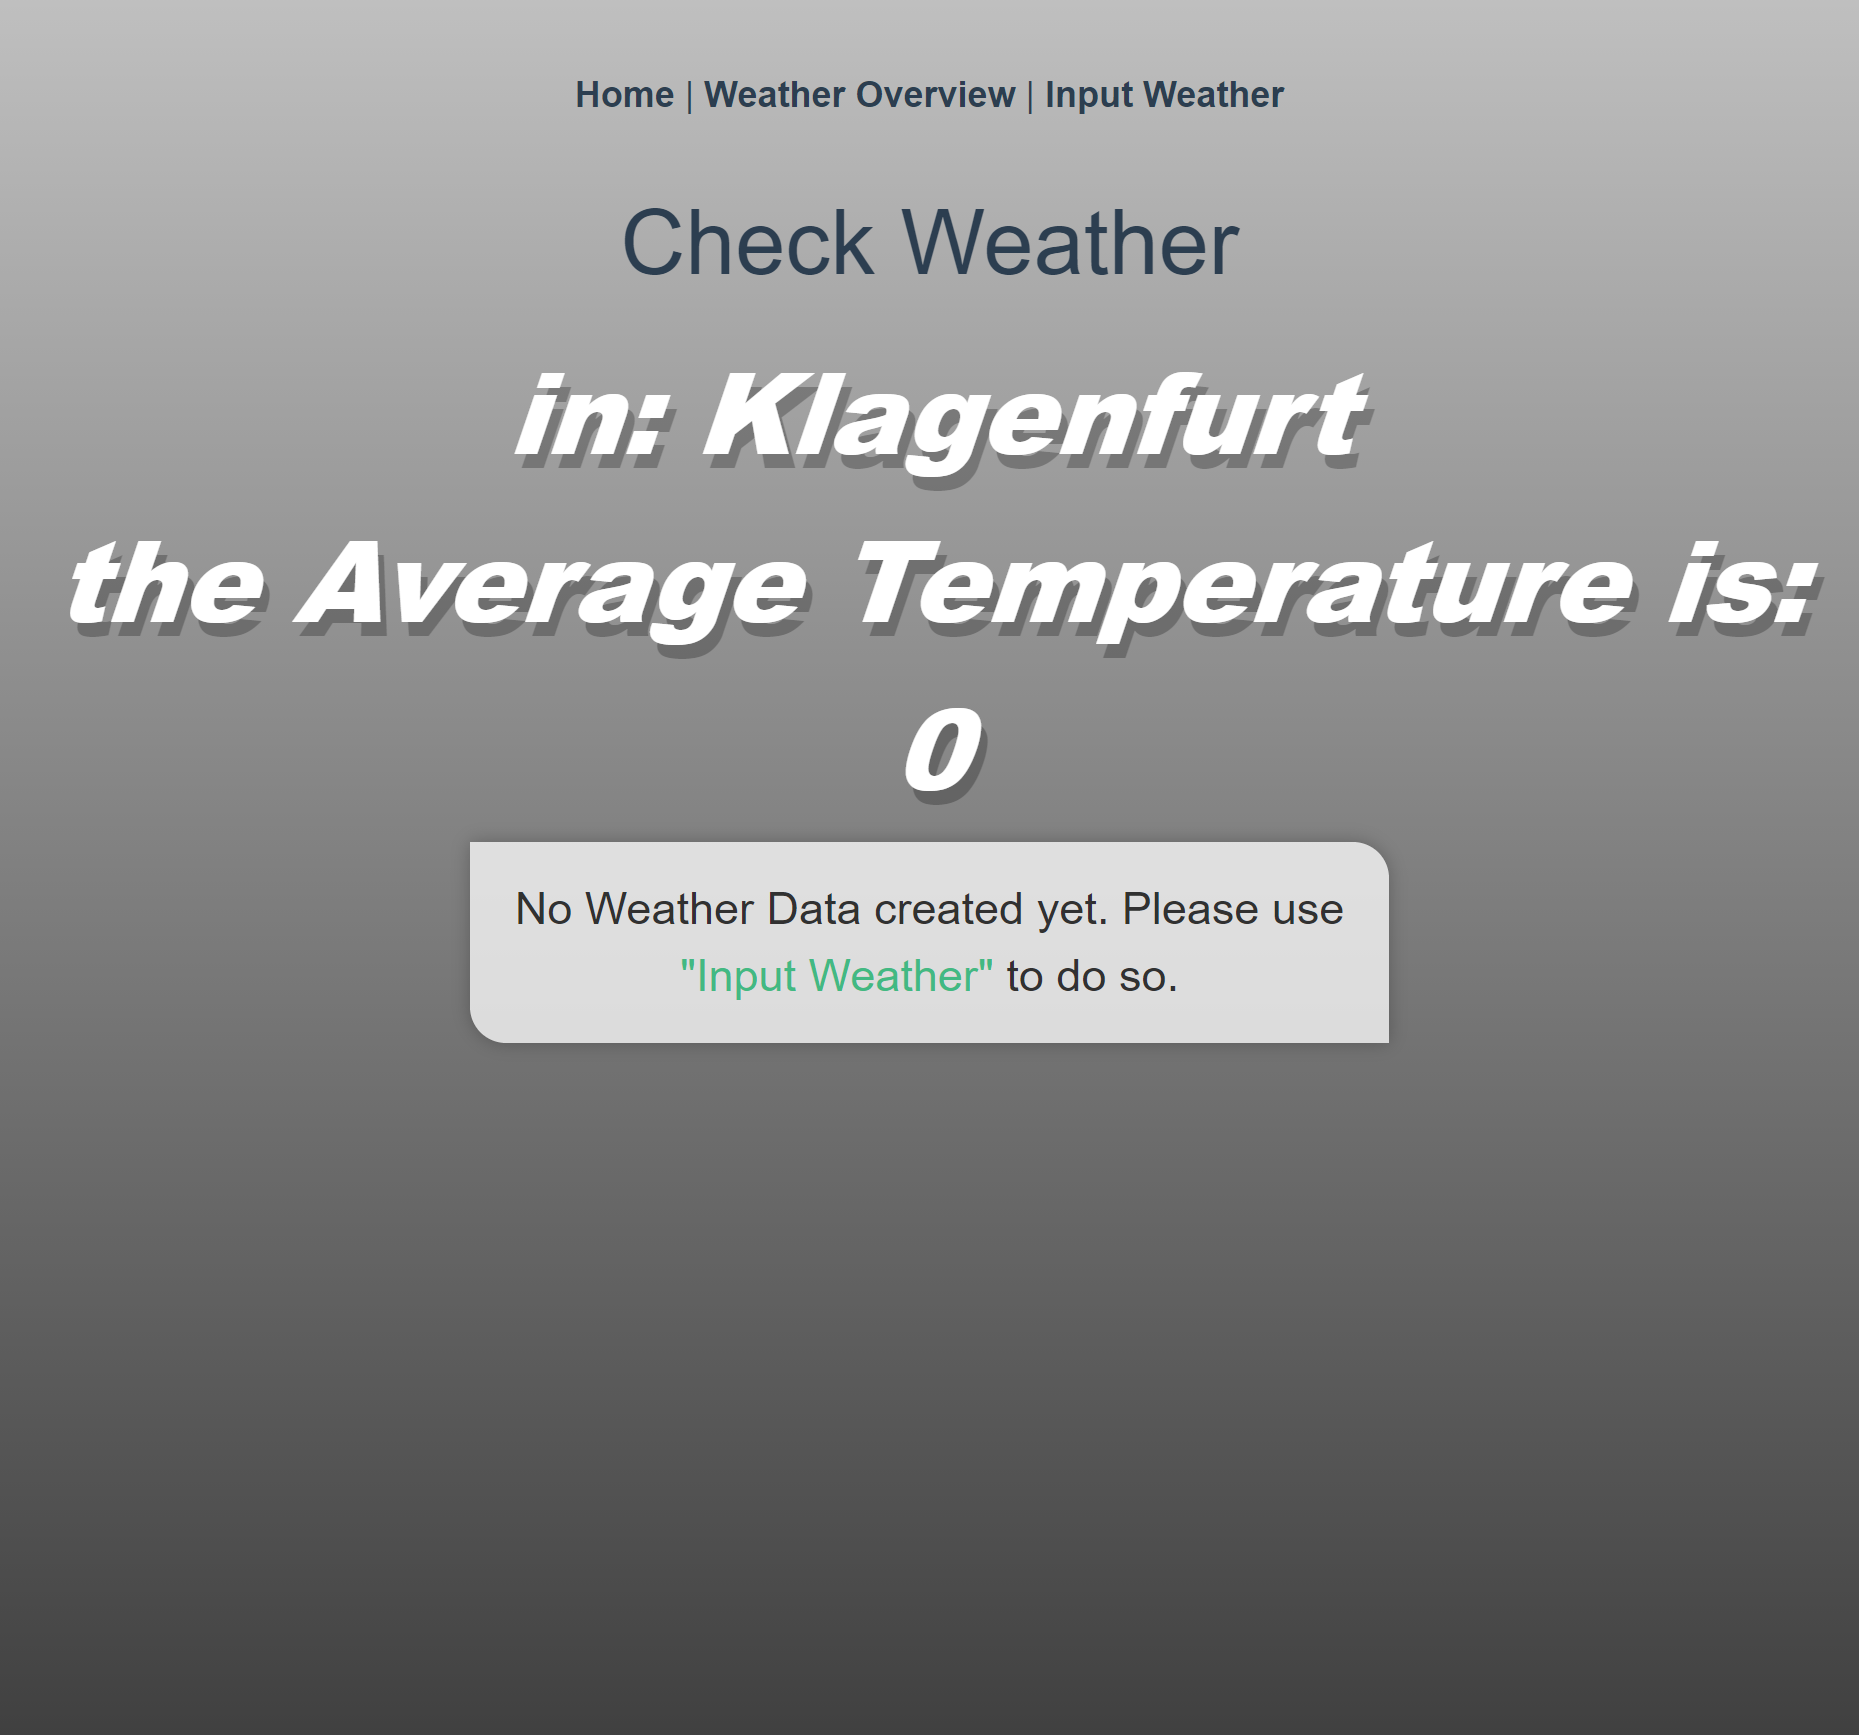 Home | Weather Overview | Input Weather
Check Weather
in: Klagenfurt
the Average Temperature is:
0
No Weather Data created yet. Please use
"Input Weather" to do so.